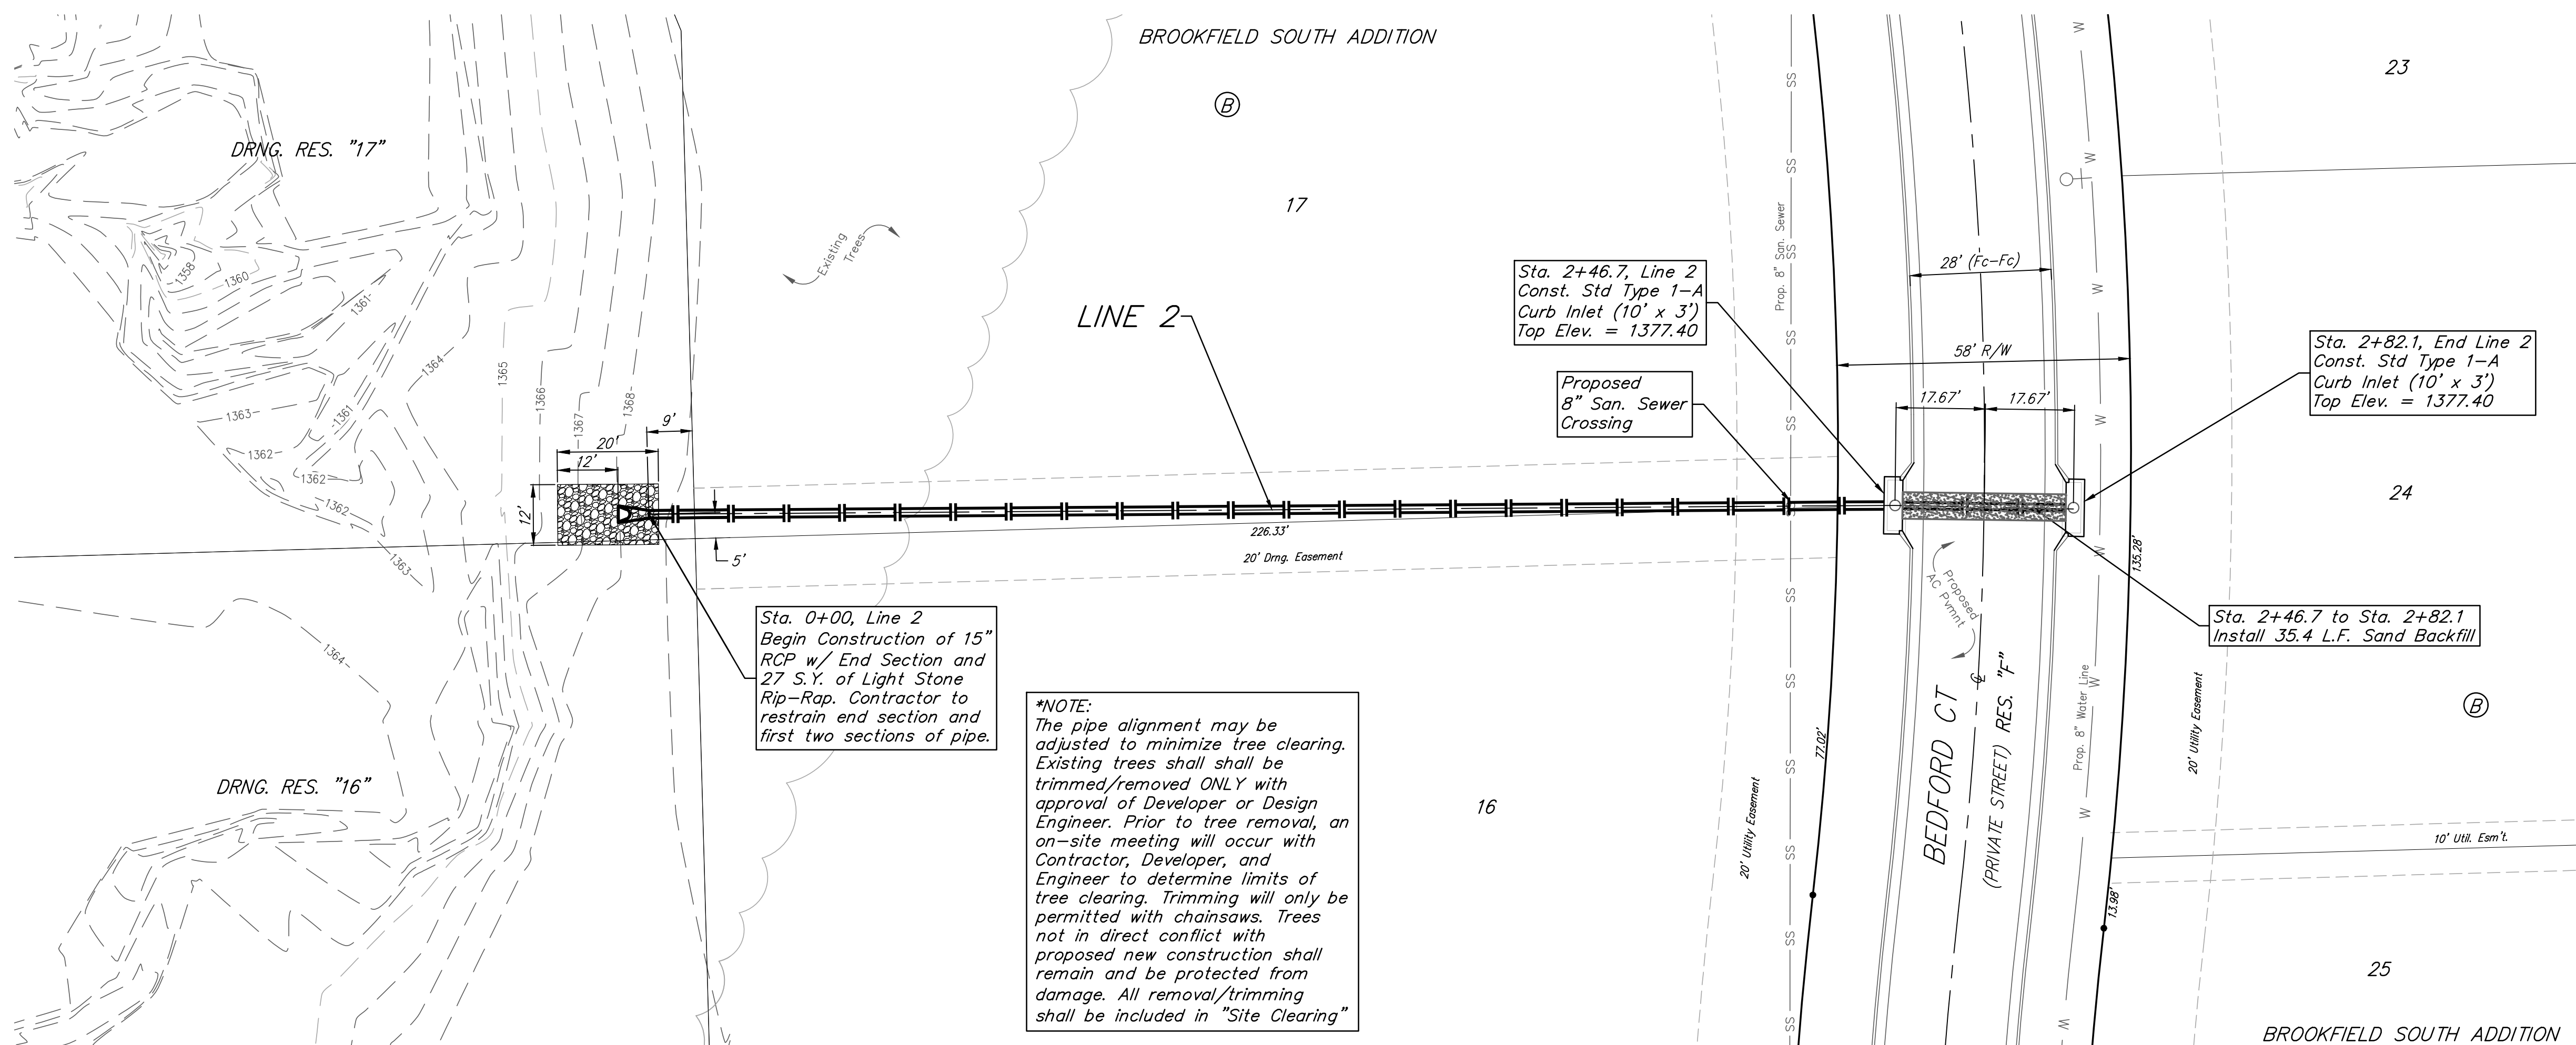 BROOKFIELD SOUTH ADDITION
B
23
DRNG. RES. "17"
17
Existing
Trees
Prop. 8" San. Sewer
SS
SS
SS
SS
SS
SS
SS
SS
SS
SS
SS
SS
W
W
W
W
W
W
W
W
W
W
28' (Fc-Fc)
58' R/W
17.67'
17.67'
Sta. 2+46.7, Line 2
Const. Std Type 1-A
Curb Inlet (10' x 3')
Top Elev. = 1377.40
Proposed
8" San. Sewer
Crossing
Sta. 2+82.1, End Line 2
Const. Std Type 1-A
Curb Inlet (10' x 3')
Top Elev. = 1377.40
LINE 2
1358
1360
1361
1364
1365
1366
1367
1368
1363
1361
1362
1362
1362
1363
1364
9'
20'
12'
12'
5'
226.33'
20' Drng. Easement
24
135.28'
Sta. 0+00, Line 2
Begin Construction of 15"
RCP w/ End Section and
27 S.Y. of Light Stone
Rip-Rap. Contractor to
restrain end section and
first two sections of pipe.
*NOTE:
The pipe alignment may be
adjusted to minimize tree clearing.
Existing trees shall shall be
trimmed/removed ONLY with
approval of Developer or Design
Engineer. Prior to tree removal, an
on-site meeting will occur with
Contractor, Developer, and
Engineer to determine limits of
tree clearing. Trimming will only be
permitted with chainsaws. Trees
not in direct conflict with
proposed new construction shall
remain and be protected from
damage. All removal/trimming
shall be included in "Site Clearing"
Proposed
AC Pvmnt
Sta. 2+46.7 to Sta. 2+82.1
Install 35.4 L.F. Sand Backfill
DRNG. RES. "16"
16
77.02'
20' Utility Easement
BEDFORD CT
(PRIVATE STREET) RES. "F"
Prop. 8" Water Line
20' Utility Easement
B
10' Util. Esm't.
13.98'
25
BROOKFIELD SOUTH ADDITION